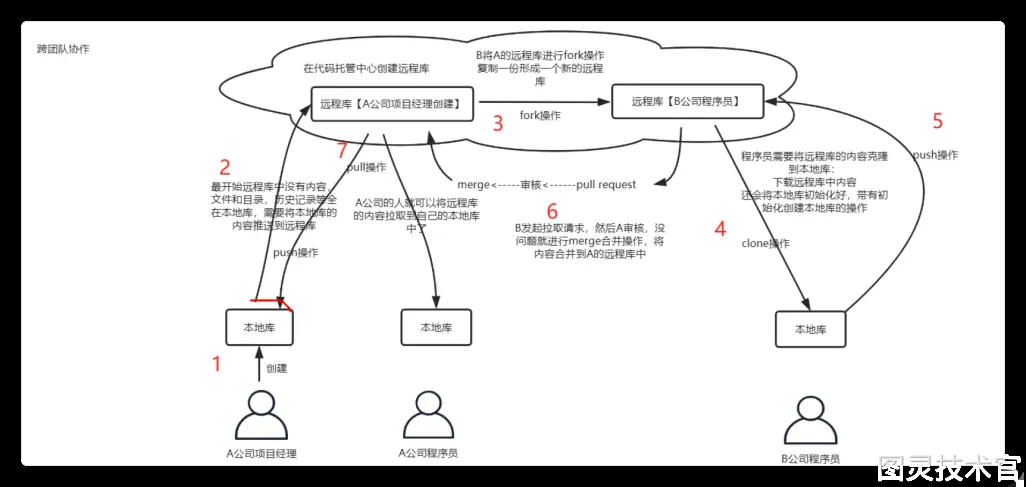 跨团队协作
在代码托管中心创建远程库
B将A的远程库进行fork操作
复制一份形成一个新的远程
库
远程库【A公司项目经理创建】
远程库【B公司程序员】
3
fork操作
5
push操作
7
pull操作
2
最开始远程库中没有内容,
文件和目录，历史记录等全
在本地库，需要将本地库的
内容推送到远程库
push操作
A公司的人就可以将远程库
的内容拉取到自己的本地库
中了
merge<-----审核<------pull request
6
B发起拉取请求，然后A审核，没
问题就进行merge合并操作，将
内容合并到A的远程库中
程序员需要将远程库的内容克隆
到本地库：
下载远程库中内容
还会将本地库初始化好，带有初
始化创建本地库的操作
4
clone操作
本地库
本地库
本地库
1
创建
A公司项目经理
A公司程序员
B公司程序员
图灵技术官